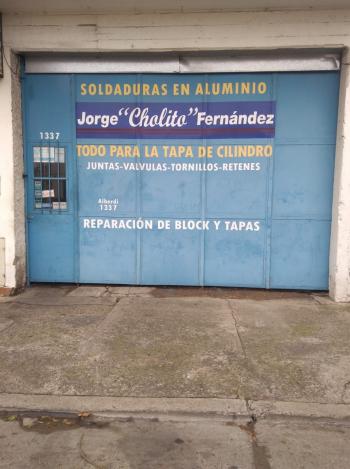 SOLDADURAS EN ALUMINIO
Jorge "Cholito" Fernández
1337
TODO PARA LA TAPA DE CILINDRO
JUNTAS-VALVULAS-TORNILLOS-RETENES
Alberdi
1337
REPARACIÓN DE BLOCK Y TAPAS